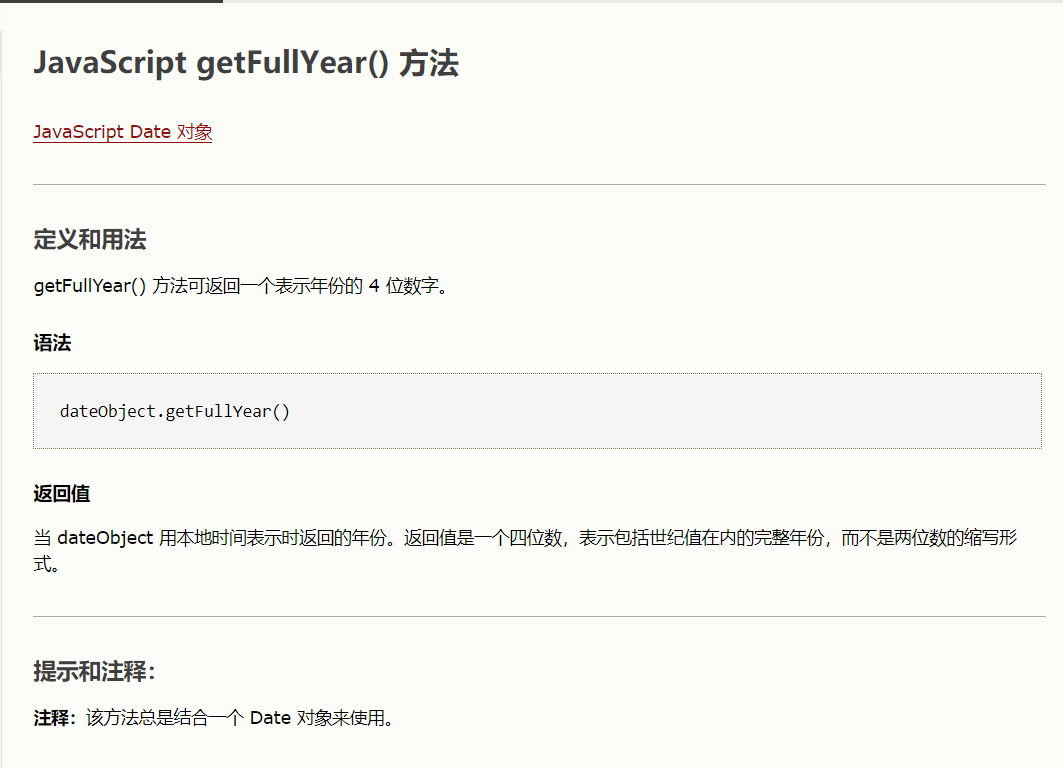 JavaScript getFullYear() 方法
JavaScript Date 对象
定义和用法
getFullYear() 方法可返回一个表示年份的 4 位数字。
语法
dateObject.getFullYear()
返回值
当 dateObject 用本地时间表示时返回的年份。返回值是一个四位数，表示包括世纪值在内的完整年份，而不是两位数的缩写形
式。
提示和注释：
注释：该方法总是结合一个 Date 对象来使用。